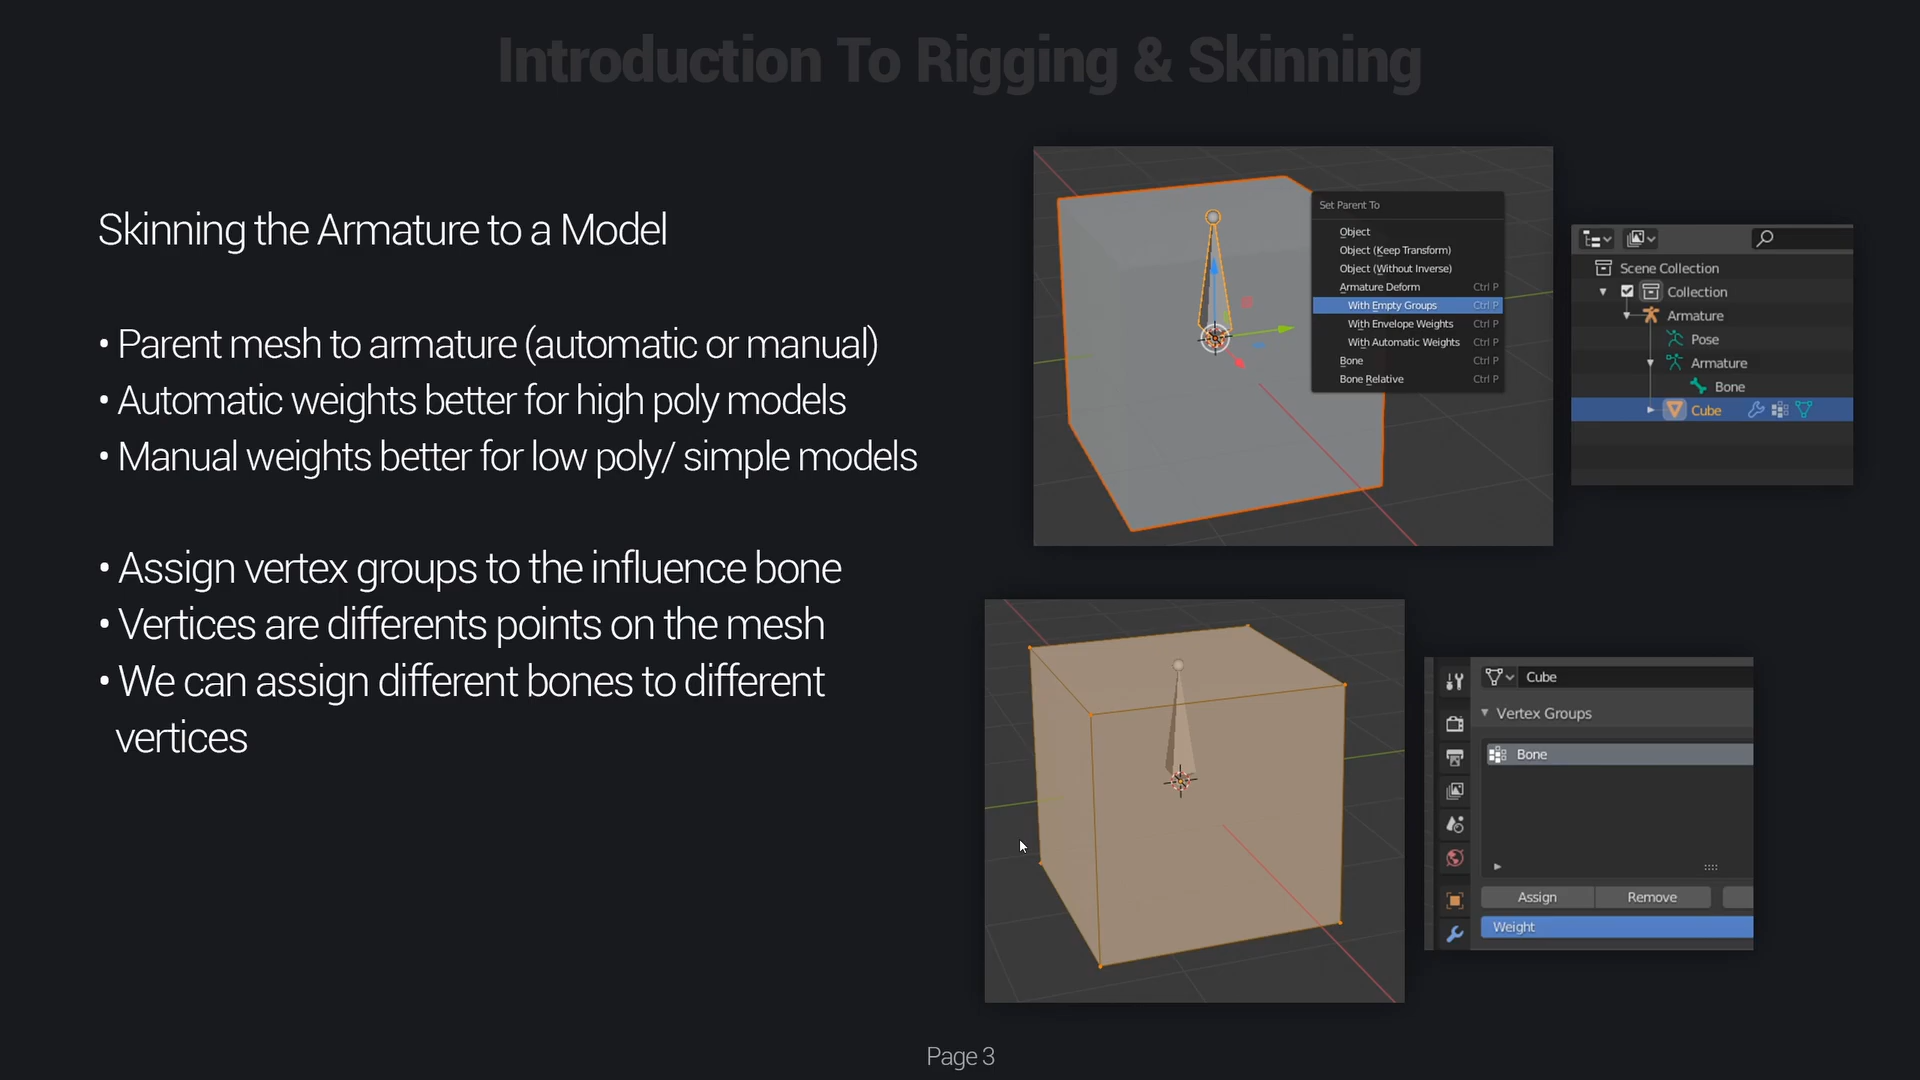 Introduction To Rigging & Skinning
Skinning the Armature to a Model
• Parent mesh to armature (automatic or manual)
• Automatic weights better for high poly models
• Manual weights better for low poly/ simple models
• Assign vertex groups to the influence bone
• Vertices are differents points on the mesh
• We can assign different bones to different
vertices
Set Parent To
Object
Object (Keep Transform)
Object (Without Inverse)
Armature Deform Ctrl P
With Empty Groups Ctrl P
With Envelope Weights Ctrl P
With Automatic Weights Ctrl P
Bone Ctrl P
Bone Relative Ctrl P
Scene Collection
Collection
Armature
Pose
Armature
Bone
Cube
Cube
Vertex Groups
Bone
Assign Remove
Weight
Page 3